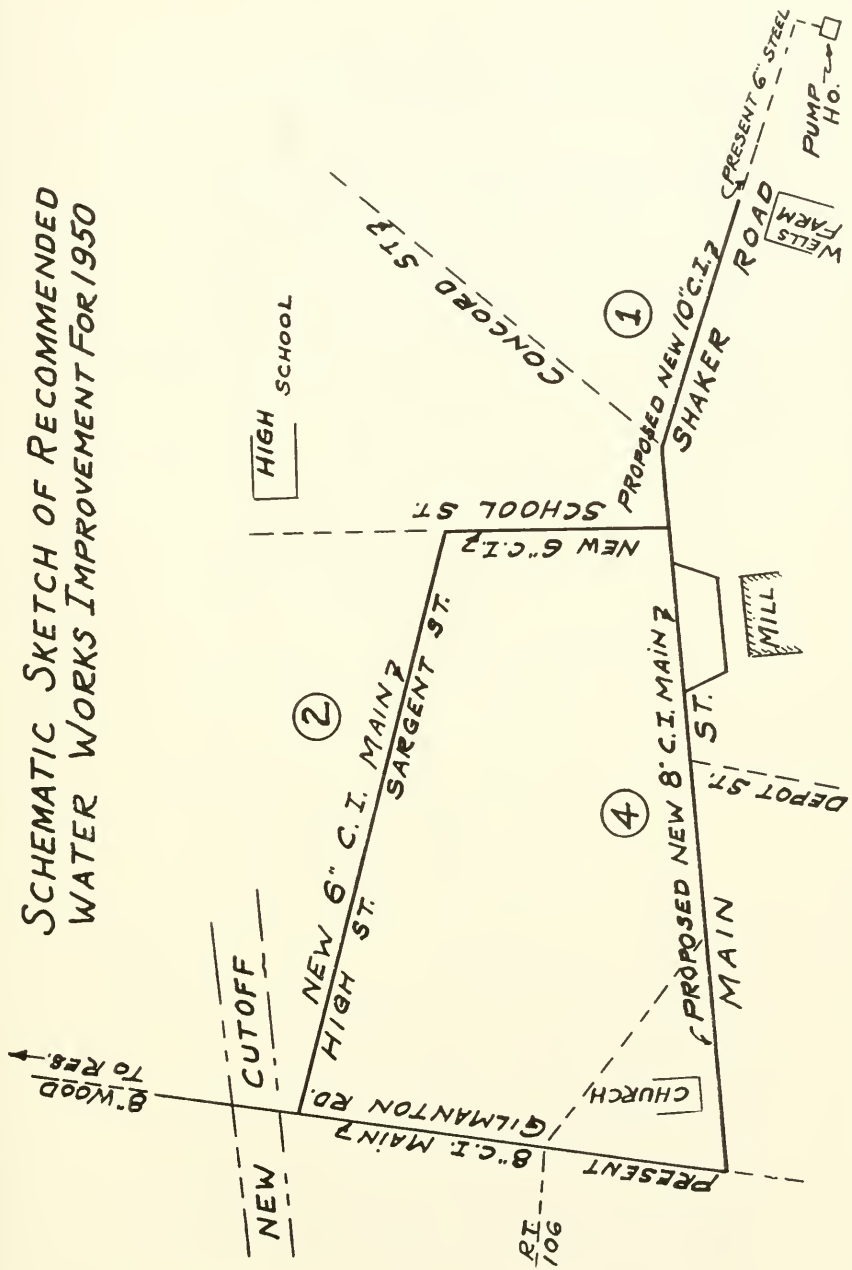 SCHEMATIC SKETCH OF RECOMMENDED
WATER WORKS IMPROVEMENT FOR 1950
8" WOOD
TO RES.
NEW CUTOFF
HIGH SCHOOL
CONCORD ST.
NEW 6" C. I. MAIN
HIGH ST.
SARGENT ST.
2
SCHOOL ST.
NEW 6" C.I.
1
PROPOSED NEW 10" C.I.
SHAKER ROAD
PRESENT 6" STEEL
PUMP
HO.
WELLS
FARM
GILMANTON RD.
PRESENT 8" C. I. MAIN
RT.
106
CHURCH
4
PROPOSED NEW 8" C. I. MAIN
MAIN ST.
DEPOT ST.
MILL